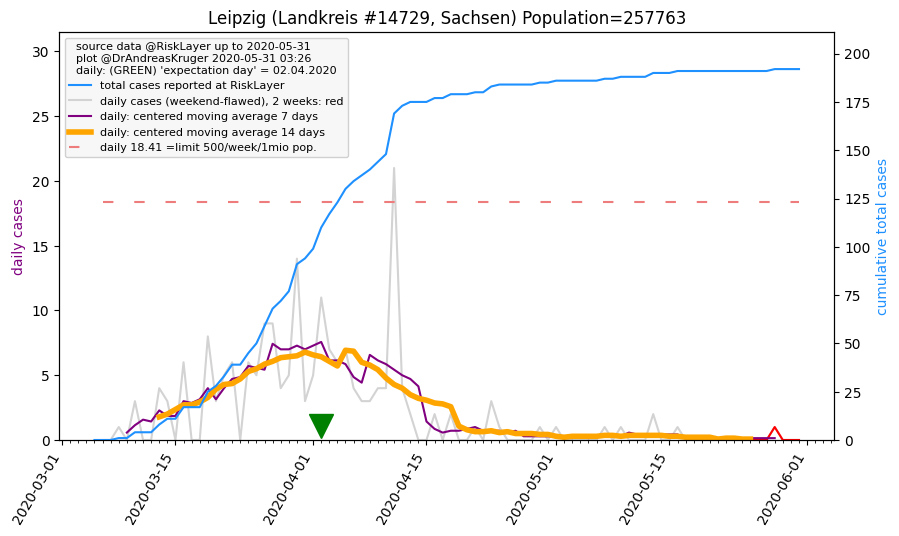 Leipzig (Landkreis #14729, Sachsen) Population=257763
source data @RiskLayer up to 2020-05-31
plot @DrAndreasKruger 2020-05-31 03:26
daily: (GREEN) 'expectation day' = 02.04.2020
total cases reported at RiskLayer
daily cases (weekend-flawed), 2 weeks: red
daily: centered moving average 7 days
daily: centered moving average 14 days
daily 18.41 =limit 500/week/1mio pop.
daily cases
30
25
20
15
10
5
0
cumulative total cases
200
175
150
125
100
75
50
25
0
2020-03-01
2020-03-15
2020-04-01
2020-04-15
2020-05-01
2020-05-15
2020-06-01